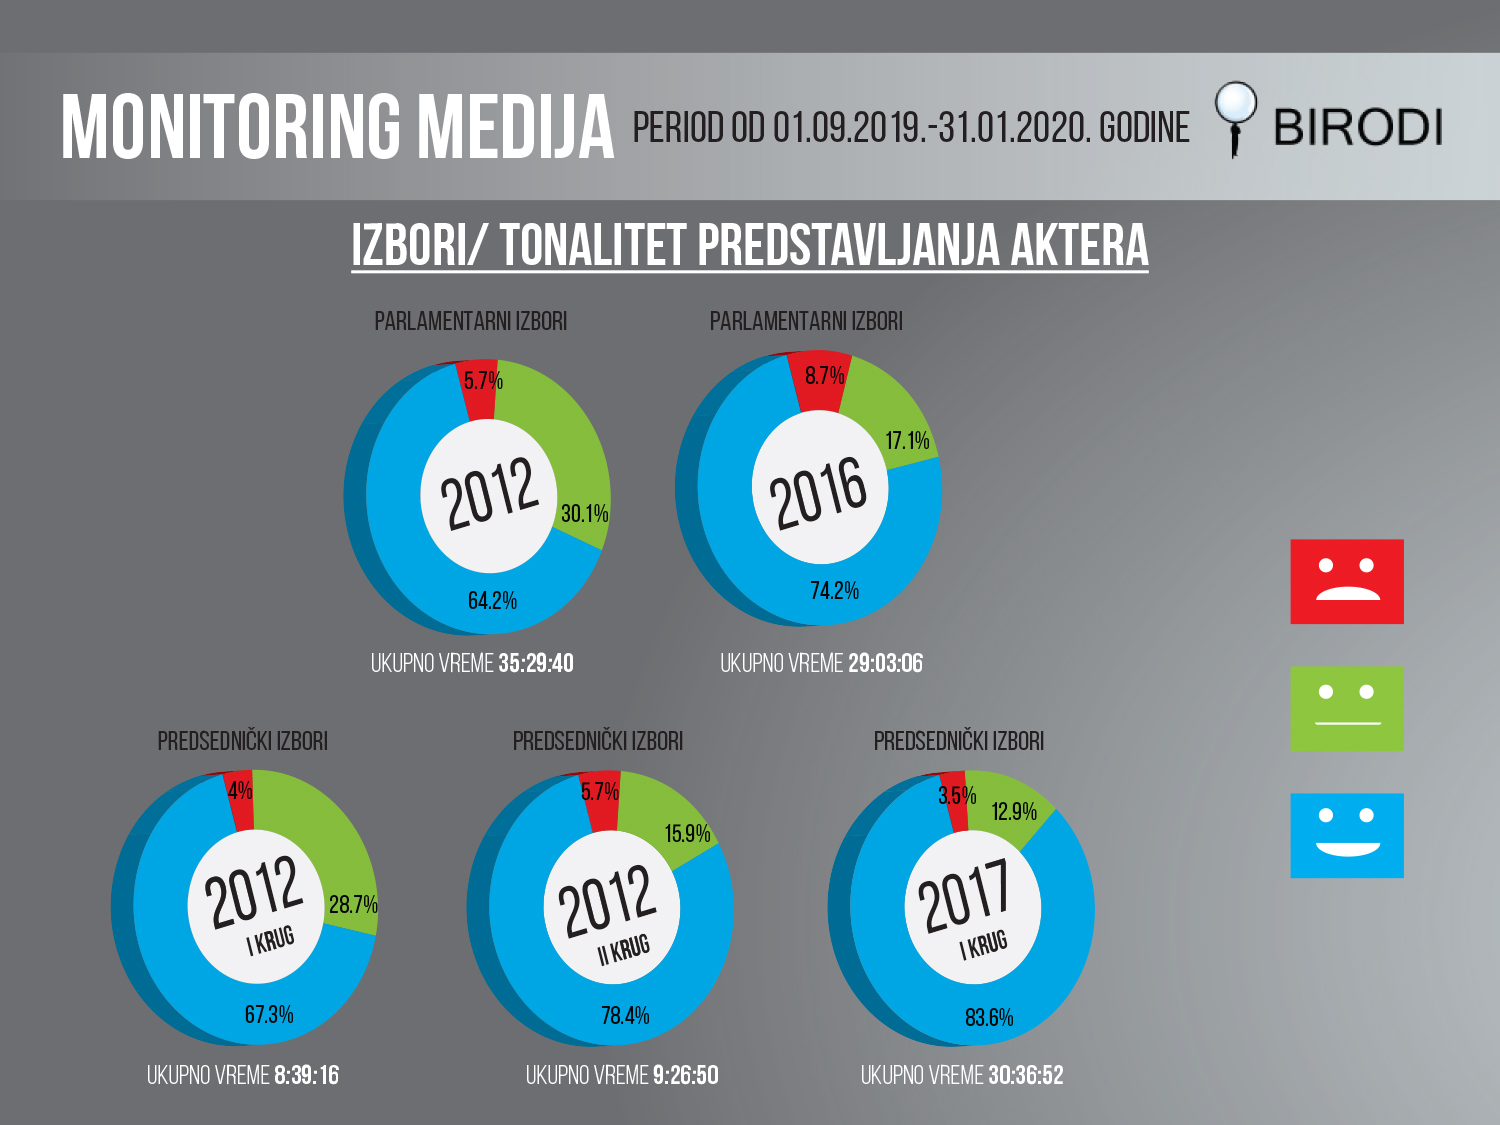 MONITORING MEDIJA PERIOD OD 01.09.2019.-31.01.2020. GODINE BIRODI
IZBORI/ TONALITET PREDSTAVLJANJA AKTERA
PARLAMENTARNI IZBORI
5.7%
30.1%
64.2%
2012
UKUPNO VREME 35:29:40
PARLAMENTARNI IZBORI
8.7%
17.1%
74.2%
2016
UKUPNO VREME 29:03:06
PREDSEDNIČKI IZBORI
4%
28.7%
67.3%
2012
I KRUG
UKUPNO VREME 8:39:16
PREDSEDNIČKI IZBORI
5.7%
15.9%
78.4%
2012
II KRUG
UKUPNO VREME 9:26:50
PREDSEDNIČKI IZBORI
3.5%
12.9%
83.6%
2017
I KRUG
UKUPNO VREME 30:36:52